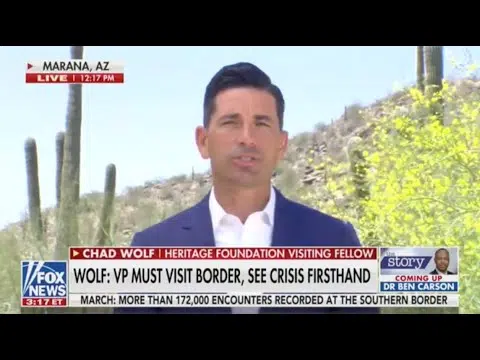 MARANA, AZ
LIVE 12:17 PM
CHAD WOLF | HERITAGE FOUNDATION VISITING FELLOW
WOLF: VP MUST VISIT BORDER, SEE CRISIS FIRSTHAND
the story
COMING UP
DR BEN CARSON
FOX
NEWS
3:17 ET
MARCH: MORE THAN 172,000 ENCOUNTERS RECORDED AT THE SOUTHERN BORDER